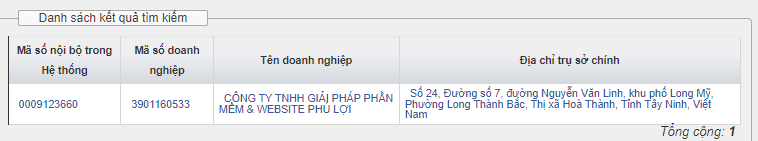 Danh sách kết quả tìm kiếm
Mã số nội bộ trong
Hệ thống
Mã số doanh
nghiệp
Tên doanh nghiệp
Địa chỉ trụ sở chính
0009123660
3901160533
CÔNG TY TNHH GIẢI PHÁP PHẦN
MỀM & WEBSITE PHÚ LỢI
Số 24, Đường số 7, đường Nguyễn Văn Linh, khu phố Long Mỹ,
Phường Long Thành Bắc, Thị xã Hoà Thành, Tỉnh Tây Ninh, Việt
Nam
Tổng cộng: 1